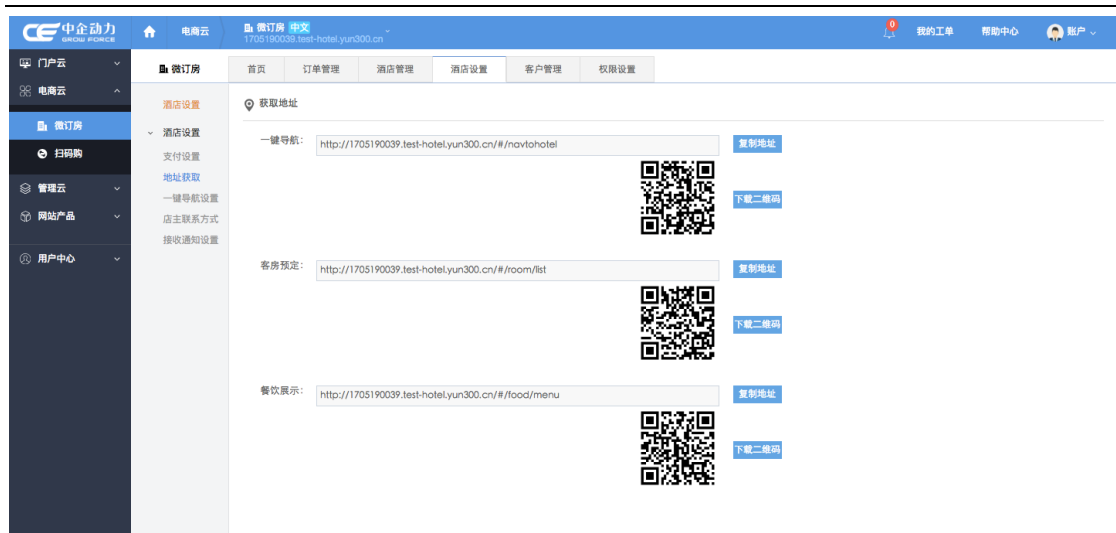 中企动力
GROW FORCE
电商云
微订房 中文
1705190039.test-hotel.yun300.cn
0
我的工单
帮助中心
账户
门户云
电商云
微订房
扫码购
管理云
网站产品
用户中心
微订房
首页
订单管理
酒店管理
酒店设置
客户管理
权限设置
酒店设置
酒店设置
支付设置
地址获取
一键导航设置
店主联系方式
接收通知设置
获取地址
一键导航: http://1705190039.test-hotel.yun300.cn/#/navtohotel 复制地址
下载二维码
客房预定: http://1705190039.test-hotel.yun300.cn/#/room/list 复制地址
下载二维码
餐饮展示: http://1705190039.test-hotel.yun300.cn/#/food/menu 复制地址
下载二维码